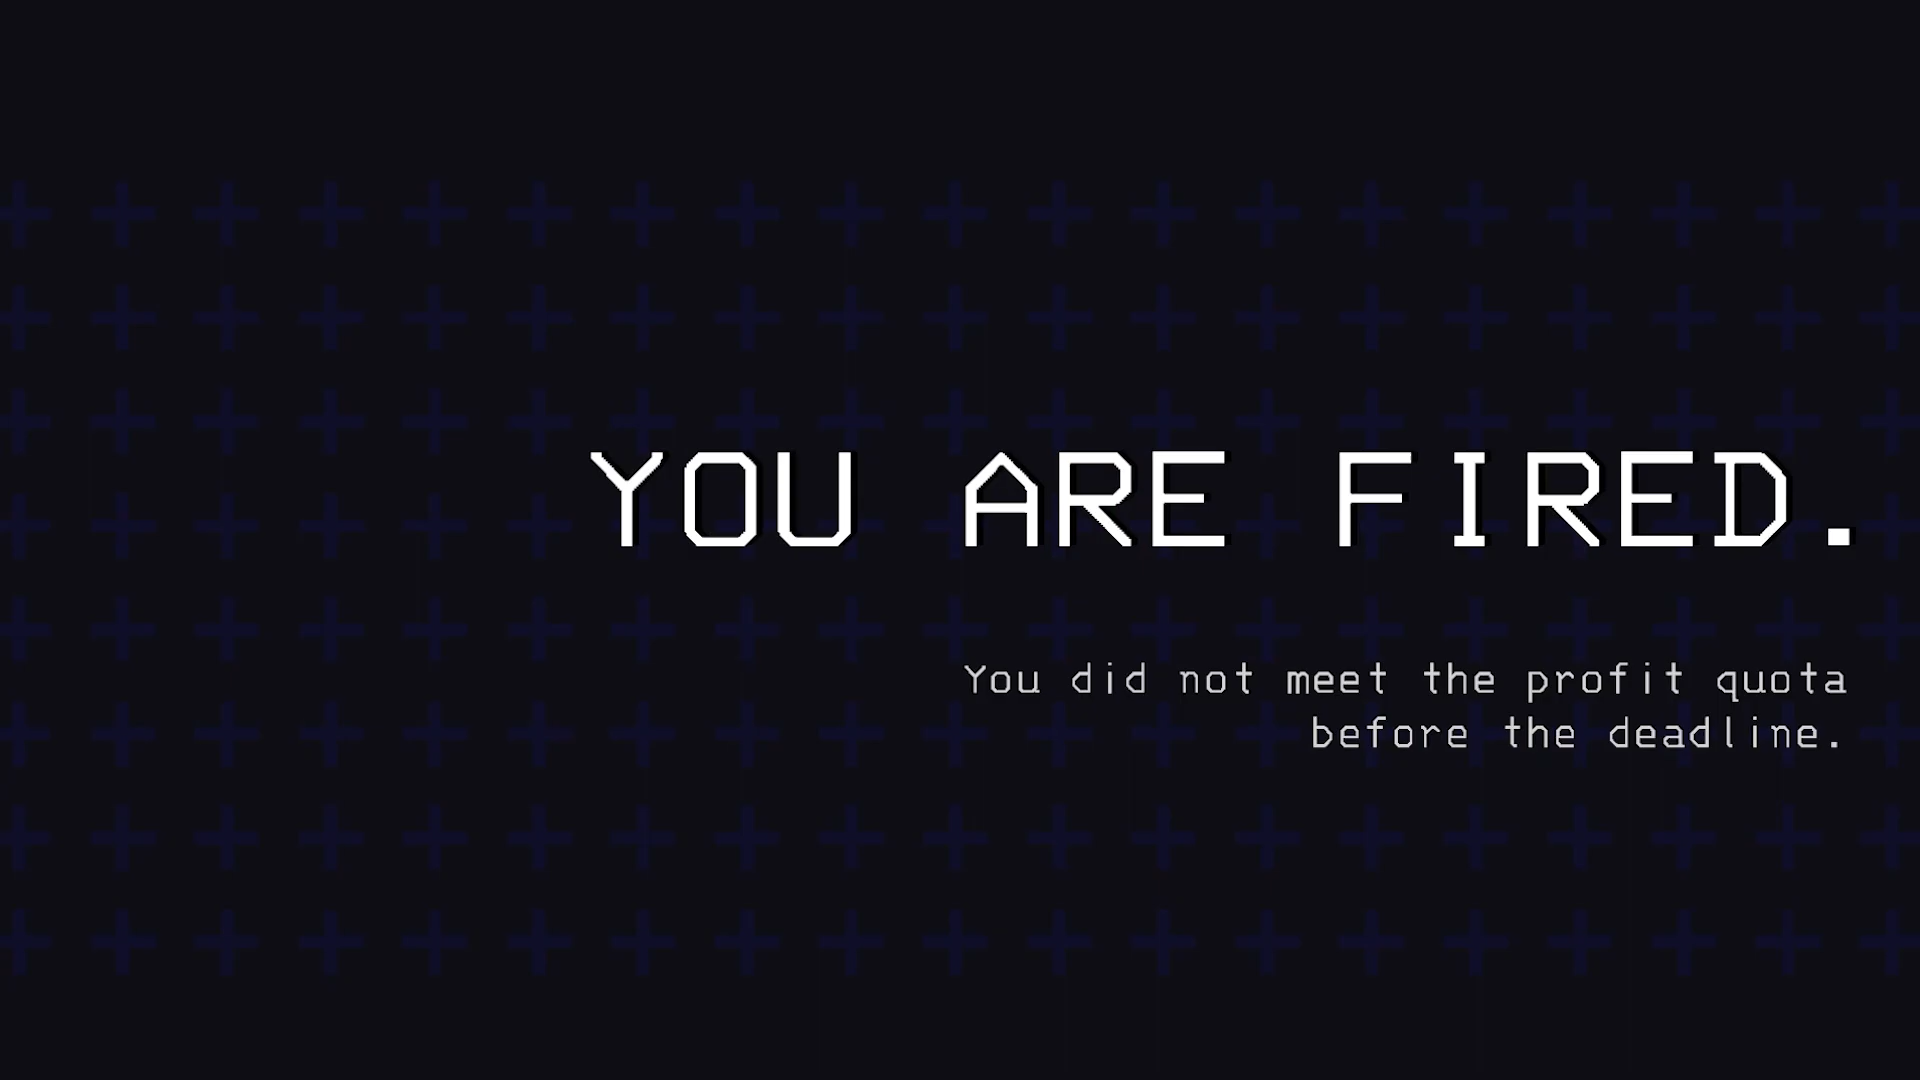 YOU ARE FIRED.
You did not meet the profit quota
before the deadline.